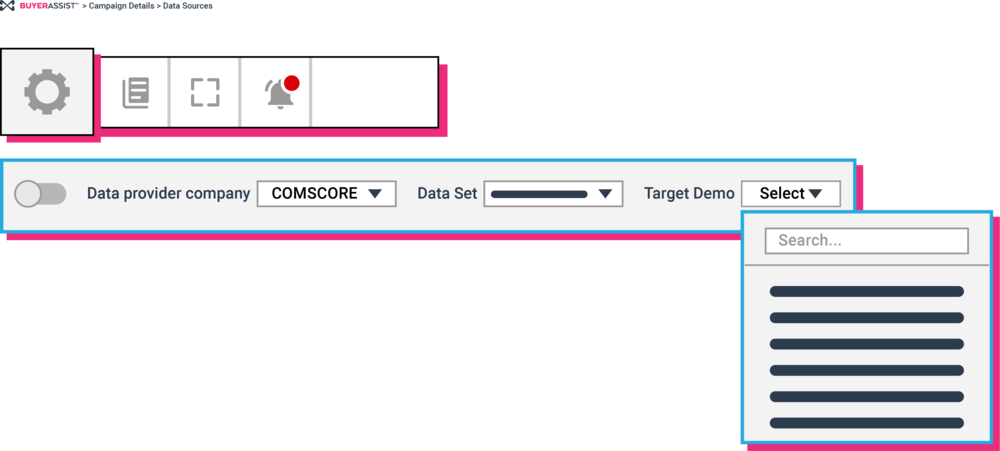 BUYERASSIST™ > Campaign Details > Data Sources
Data provider company COMSCORE Data Set Target Demo Select
Search...